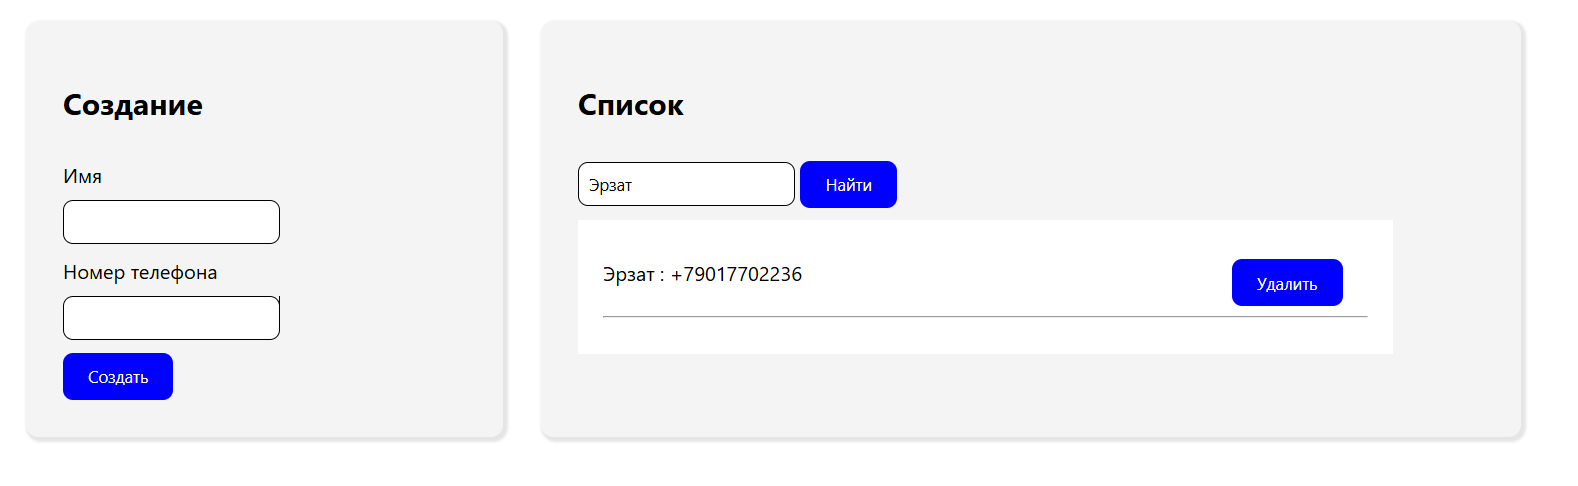 Создание
Имя
Номер телефона
Создать
Список
Эрзат
Найти
Эрзат : +79017702236
Удалить